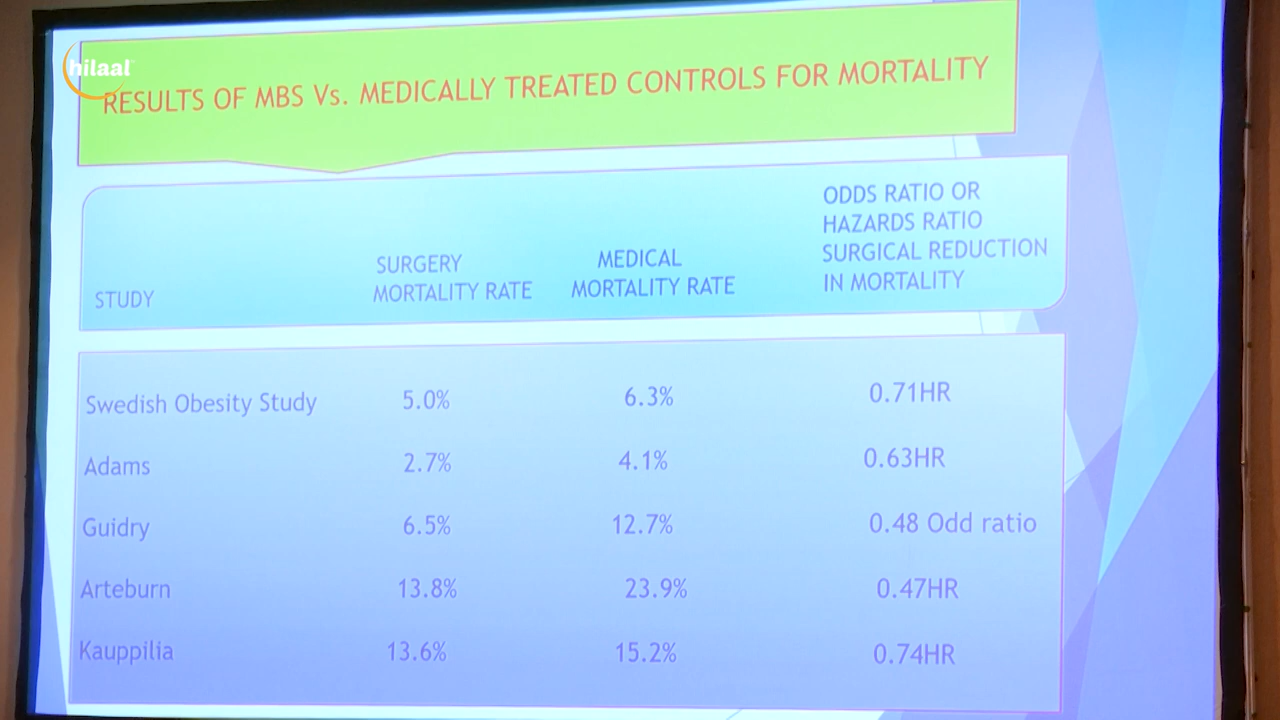 hilaal
RESULTS OF MBS Vs. MEDICALLY TREATED CONTROLS FOR MORTALITY
STUDY
SURGERY
MORTALITY RATE
MEDICAL
MORTALITY RATE
ODDS RATIO OR
HAZARDS RATIO
SURGICAL REDUCTION
IN MORTALITY
Swedish Obesity Study 5.0% 6.3% 0.71HR
Adams 2.7% 4.1% 0.63HR
Guidry 6.5% 12.7% 0.48 Odd ratio
Arteburn 13.8% 23.9% 0.47HR
Kauppilia 13.6% 15.2% 0.74HR